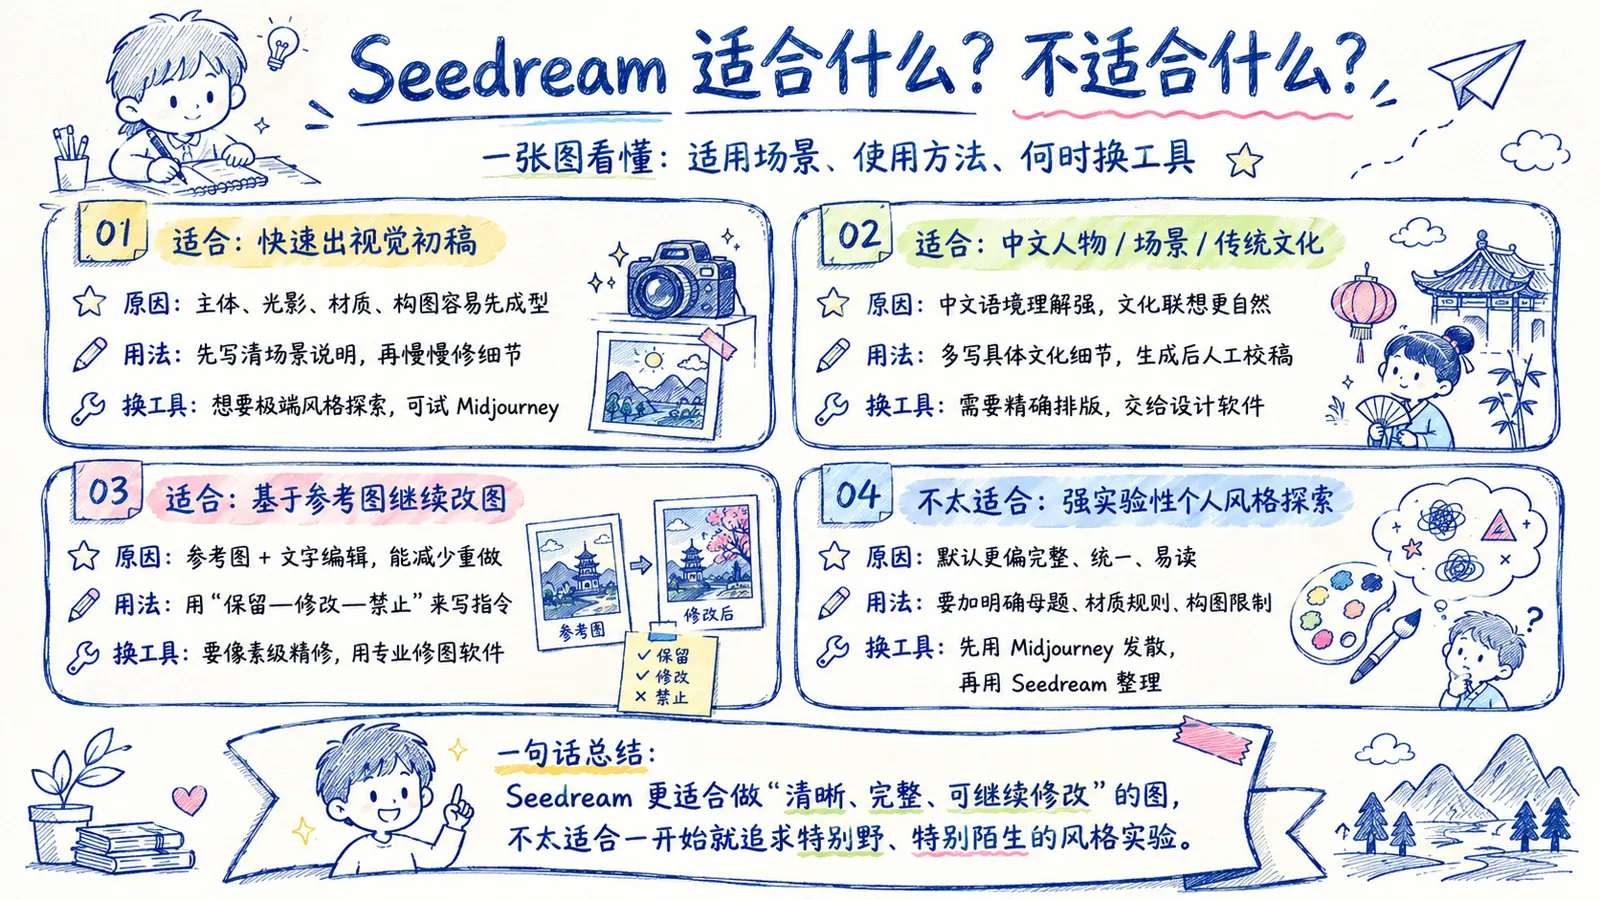 Seedream 适合什么？不适合什么？
一张图看懂：适用场景、使用方法、何时换工具
01
适合：快速出视觉初稿
原因：主体、光影、材质、构图容易先成型
用法：先写清场景说明，再慢慢修细节
换工具：想要极端风格探索，可试 Midjourney
02
适合：中文人物 / 场景 / 传统文化
原因：中文语境理解强，文化联想更自然
用法：多写具体文化细节，生成后人工校稿
换工具：需要精确排版，交给设计软件
03
适合：基于参考图继续改图
原因：参考图 + 文字编辑，能减少重做
用法：用“保留—修改—禁止”来写指令
换工具：要像素级精修，用专业修图软件
参考图
修改后
✓ 保留
✓ 修改
× 禁止
04
不太适合：强实验性个人风格探索
原因：默认更偏完整、统一、易读
用法：要加明确母题、材质规则、构图限制
换工具：先用 Midjourney 发散，
再用 Seedream 整理
?
一句话总结：
Seedream 更适合做“清晰、完整、可继续修改”的图，
不太适合一开始就追求特别野、特别陌生的风格实验。